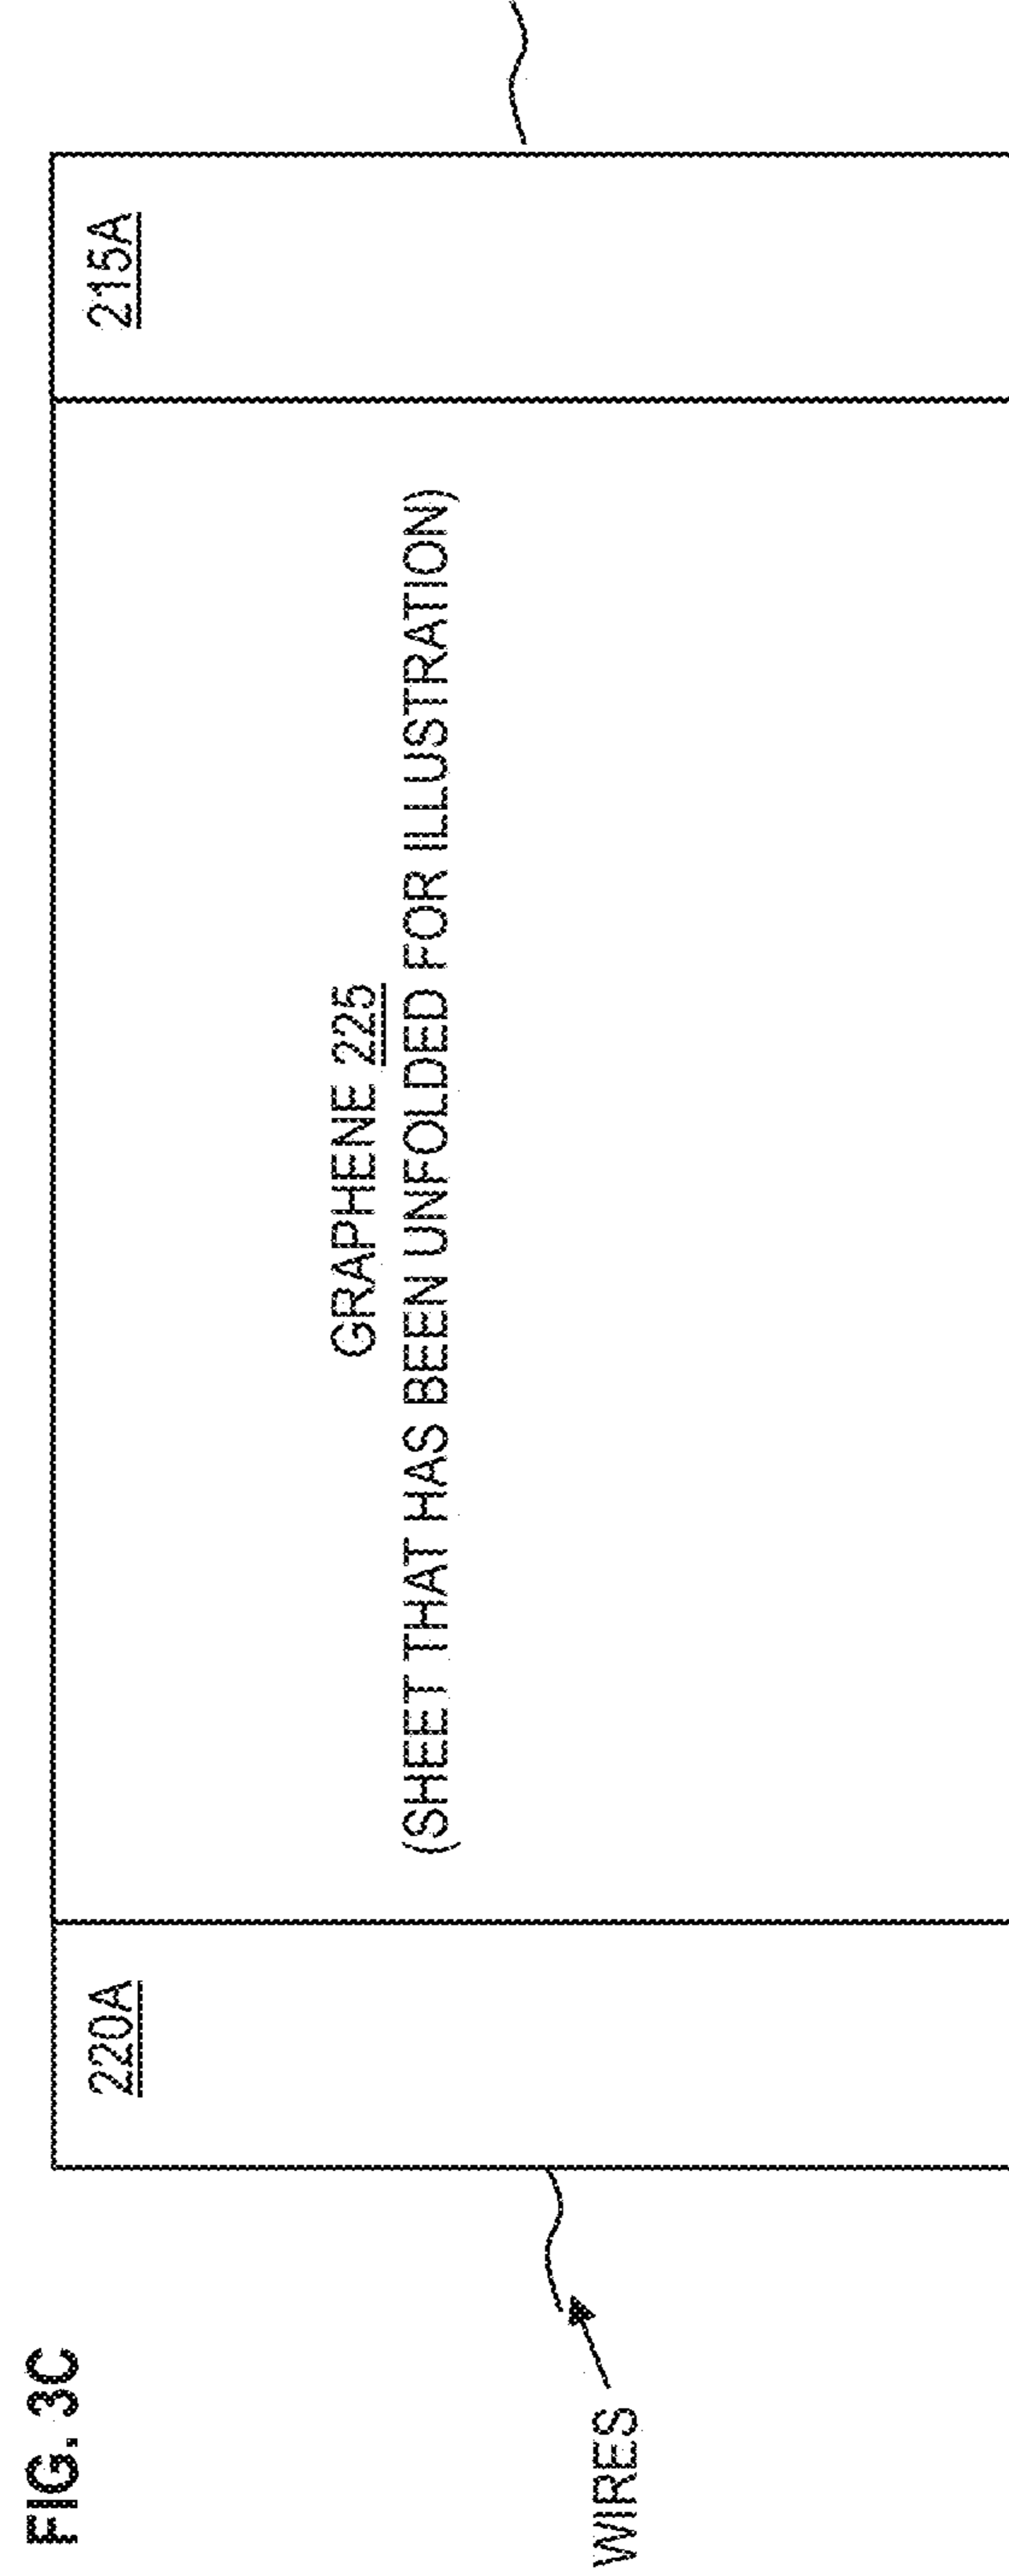 FIG. 3C
220A
215A
GRAPHENE 225
(SHEET THAT HAS BEEN UNFOLDED FOR ILLUSTRATION)
WIRES